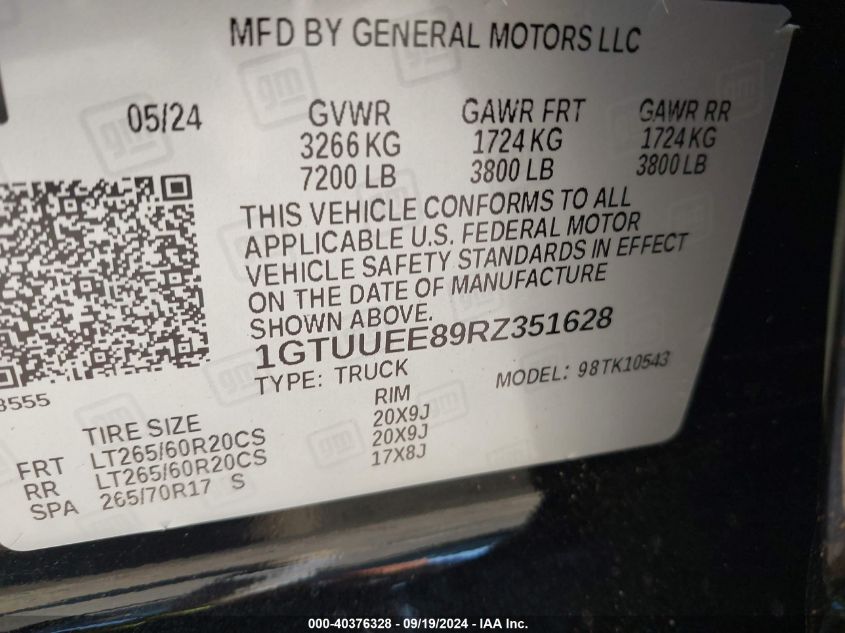 MFD BY GENERAL MOTORS LLC
05/24 GVWR GAWR FRT GAWR RR
3266 KG 1724 KG 1724 KG
7200 LB 3800 LB 3800 LB
THIS VEHICLE CONFORMS TO ALL
APPLICABLE U.S. FEDERAL MOTOR
VEHICLE SAFETY STANDARDS IN EFFECT
ON THE DATE OF MANUFACTURE
SHOWN ABOVE.
1GTUUEE89RZ351628
TYPE: TRUCK MODEL: 98TK10543
3555
TIRE SIZE RIM
FRT LT265/60R20CS 20X9J
RR LT265/60R20CS 20X9J
SPA 265/70R17 S 17X8J
gm
000-40376328 - 09/19/2024 - IAA Inc.